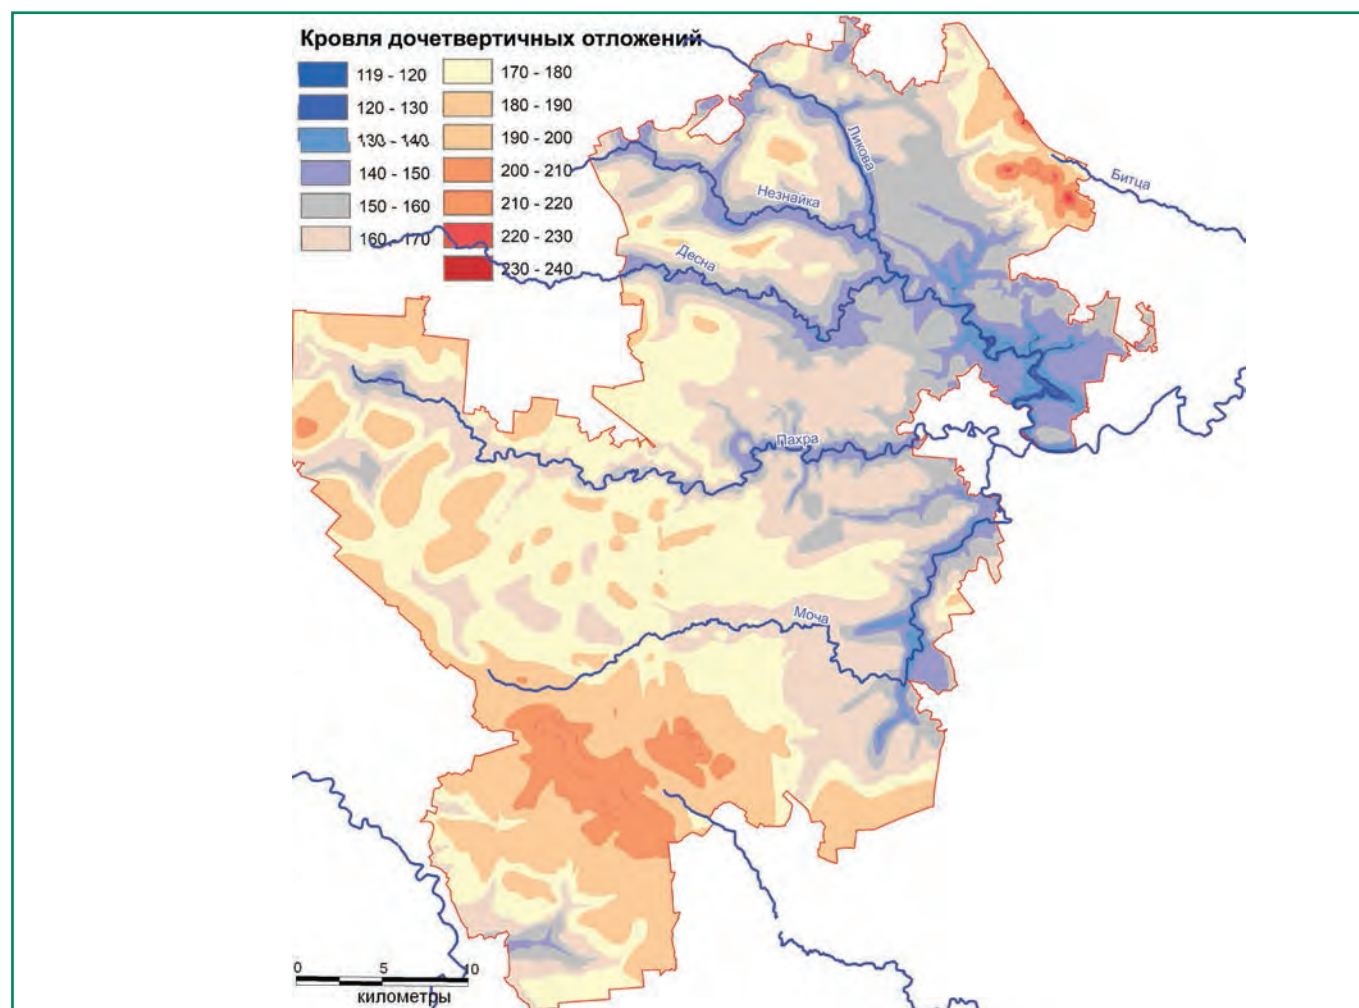 Кровля дочетвертичных отложений
119 - 120
120 - 130
130 - 140
140 - 150
150 - 160
160 - 170
170 - 180
180 - 190
190 - 200
200 - 210
210 - 220
220 - 230
230 - 240
Ликова
Битца
Незнайка
Десна
Пахра
Моча
0 5 10
километры